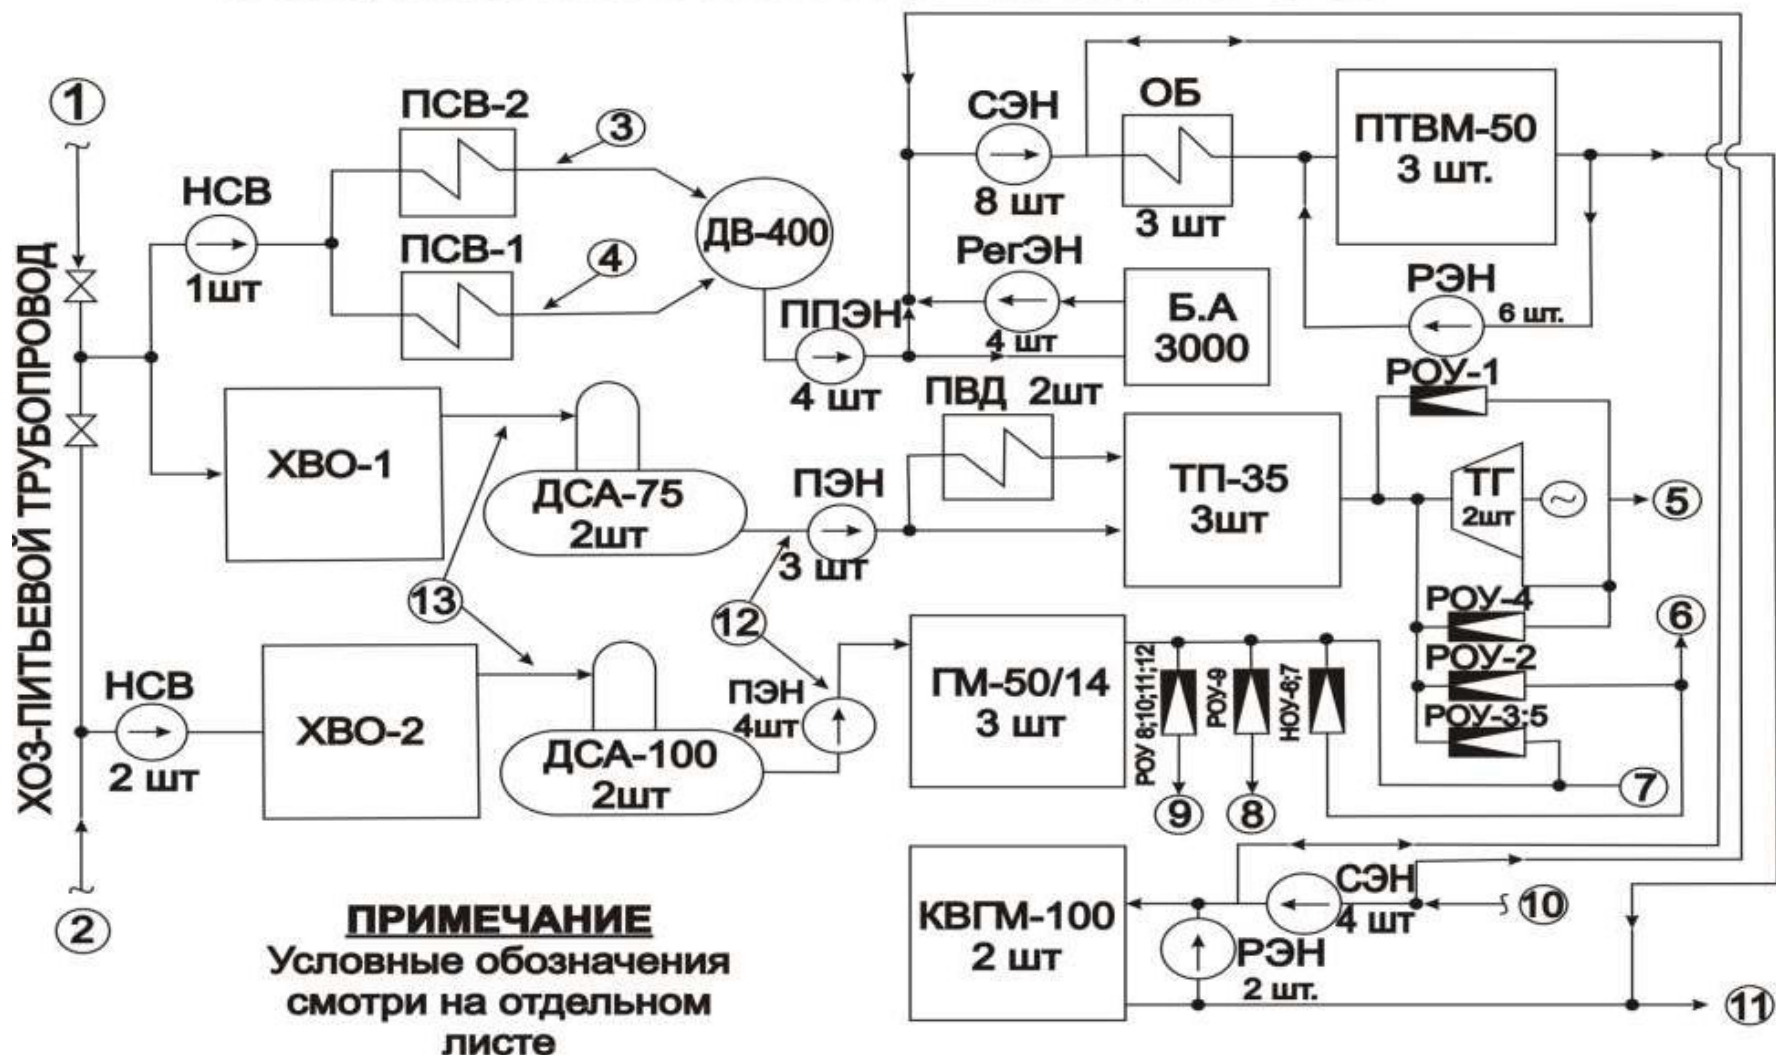 1
ПСВ-2
3
НСВ
1шт
ПСВ-1
4
ДВ-400
СЭН
8 шт
ОБ
3 шт
ПТВМ-50
3 шт.
РегЭН
4 шт
Б.А
3000
РЭН
6 шт.
ППЭН
4 шт
ХОЗ-ПИТЬЕВОЙ ТРУБОПРОВОД
ХВО-1
ДСА-75
2шт
ПЭН
3 шт
ПВД 2шт
ТП-35
3шт
РОУ-1
ТГ
2шт
~
5
РОУ-4
РОУ-2
РОУ-3;5
6
7
13
12
НСВ
2 шт
ХВО-2
ДСА-100
2шт
ПЭН
4шт
ГМ-50/14
3 шт
РОУ 8;10;11;12
РОУ-9
НОУ-6;7
9
8
2
ПРИМЕЧАНИЕ
Условные обозначения
смотри на отдельном
листе
КВГМ-100
2 шт
СЭН
4 шт
РЭН
2 шт.
10
11